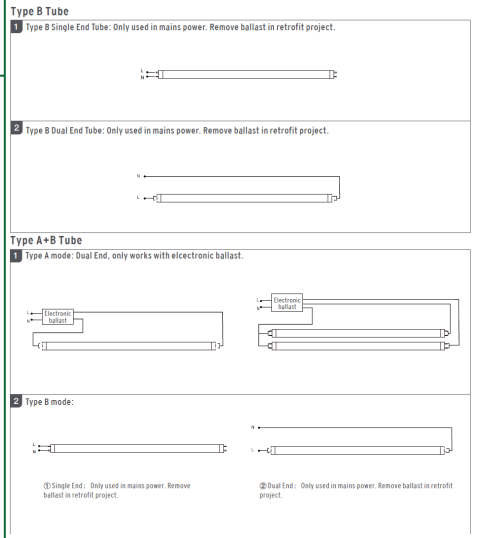 Type B Tube
1 Type B Single End Tube: Only used in mains power. Remove ballast in retrofit project.
L
N
2 Type B Dual End Tube: Only used in mains power. Remove ballast in retrofit project.
N
L
Type A+B Tube
1 Type A mode: Dual End, only works with elcectronic ballast.
L
N
Electronic
ballast
L
N
Electronic
ballast
2 Type B mode:
L
N
N
L
① Single End: Only used in mains power. Remove
ballast in retrofit project.
② Dual End: Only used in mains power. Remove ballast in retrofit
project.